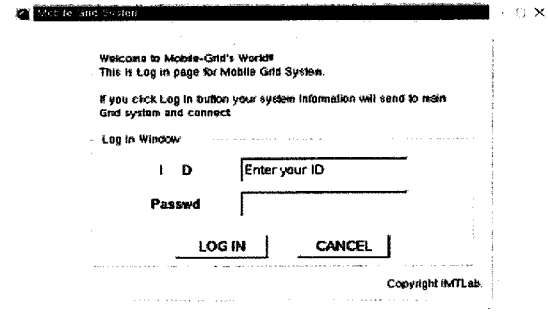 Mobile Grid System
Welcome to Mobile-Grid's World!!
This is Log in page for Mobile Grid System.
If you click Log In button your system information will send to main
Grid system and connect
Log In Window
I D
Enter your ID
Passwd
LOG IN
CANCEL
Copyright IMTLab.